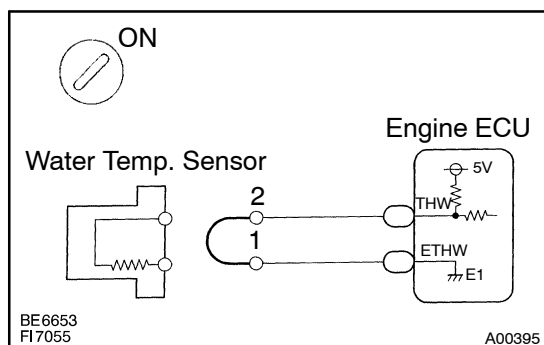 ON
Engine ECU
Water Temp. Sensor
5V
2
THW
1
ETHW
E1
BE6653
FI7055
A00395